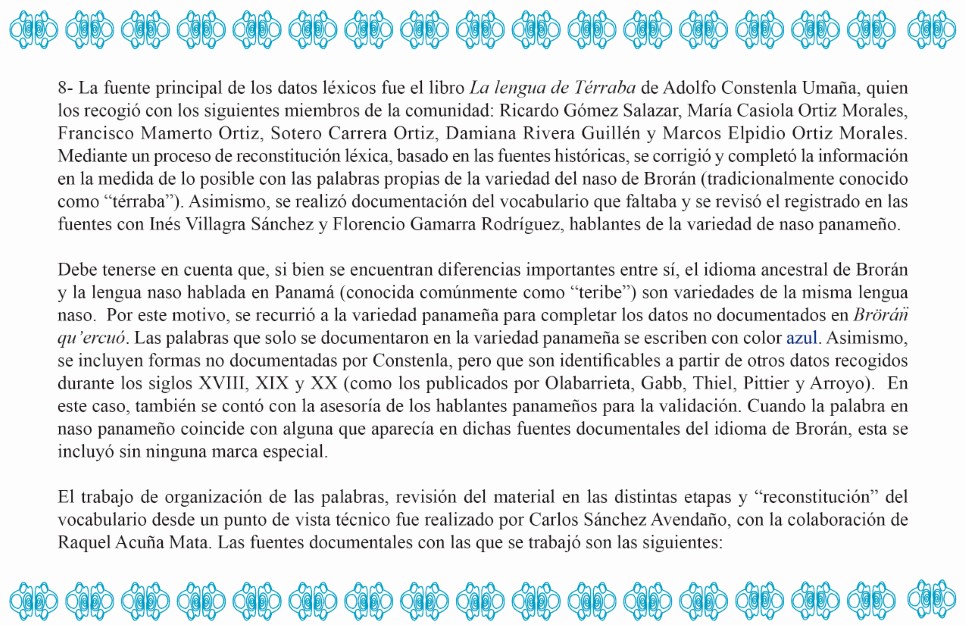 8- La fuente principal de los datos léxicos fue el libro La lengua de Térraba de Adolfo Constenla Umaña, quien
los recogió con los siguientes miembros de la comunidad: Ricardo Gómez Salazar, María Casiola Ortiz Morales,
Francisco Mamerto Ortiz, Sotero Carrera Ortiz, Damiana Rivera Guillén y Marcos Elpidio Ortiz Morales.
Mediante un proceso de reconstitución léxica, basado en las fuentes históricas, se corrigió y completó la información
en la medida de lo posible con las palabras propias de la variedad del naso de Brorán (tradicionalmente conocido
como “térraba”). Asimismo, se realizó documentación del vocabulario que faltaba y se revisó el registrado en las
fuentes con Inés Villagra Sánchez y Florencio Gamarra Rodríguez, hablantes de la variedad de naso panameño.
Debe tenerse en cuenta que, si bien se encuentran diferencias importantes entre sí, el idioma ancestral de Brorán
y la lengua naso hablada en Panamá (conocida comúnmente como “teribe”) son variedades de la misma lengua
naso. Por este motivo, se recurrió a la variedad panameña para completar los datos no documentados en Bröráñ̈
qu’ercuó. Las palabras que solo se documentaron en la variedad panameña se escriben con color azul. Asimismo,
se incluyen formas no documentadas por Constenla, pero que son identificables a partir de otros datos recogidos
durante los siglos XVIII, XIX y XX (como los publicados por Olabarrieta, Gabb, Thiel, Pittier y Arroyo). En
este caso, también se contó con la asesoría de los hablantes panameños para la validación. Cuando la palabra en
naso panameño coincide con alguna que aparecía en dichas fuentes documentales del idioma de Brorán, esta se
incluyó sin ninguna marca especial.
El trabajo de organización de las palabras, revisión del material en las distintas etapas y “reconstitución” del
vocabulario desde un punto de vista técnico fue realizado por Carlos Sánchez Avendaño, con la colaboración de
Raquel Acuña Mata. Las fuentes documentales con las que se trabajó son las siguientes: